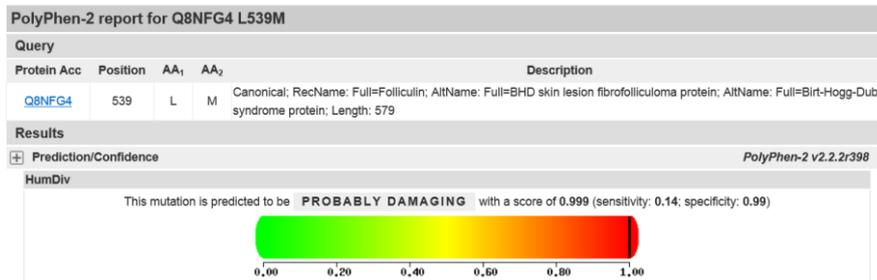 PolyPhen-2 report for Q8NFG4 L539M
Query
Protein Acc Position AA₁ AA₂ Description
Q8NFG4 539 L M Canonical; RecName: Full=Folliculin; AltName: Full=BHD skin lesion fibrofolliculoma protein; AltName: Full=Birt-Hogg-Dub
syndrome protein; Length: 579
Results
+ Prediction/Confidence PolyPhen-2 v2.2.2r398
HumDiv
This mutation is predicted to be PROBABLY DAMAGING with a score of 0.999 (sensitivity: 0.14; specificity: 0.99)
0.00 0.20 0.40 0.60 0.80 1.00